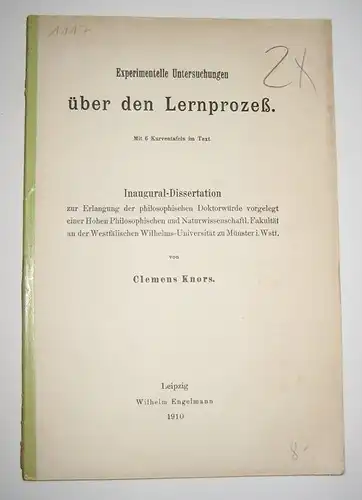 Experimentelle Untersuchungen
über den Lernprozeß.
Mit 6 Kurventafeln im Text
Inaugural-Dissertation
zur Erlangung der philosophischen Doktorwürde vorgelegt
einer Hohen Philosophischen und Naturwissenschaftl. Fakultät
an der Westfälischen Wilhelms-Universität zu Münster i. Westf.
von
Clemens Knors.
Leipzig
Wilhelm Engelmann
1910
8.-